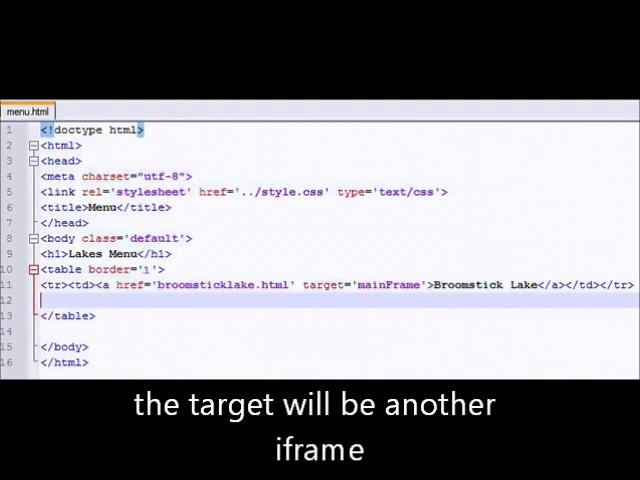 menu.html
1 <!doctype html>
2 <html>
3 <head>
4 <meta charset="utf-8">
5 <link rel='stylesheet' href='../style.css' type='text/css'>
6 <title>Menu</title>
7 </head>
8 <body class='default'>
9 <h1>Lakes Menu</h1>
10 <table border='1'>
11 <tr><td><a href='broomsticklake.html' target='mainFrame'>Broomstick Lake</a></td></tr>
12
13 </table>
14
15 </body>
16 </html>
the target will be another
iframe